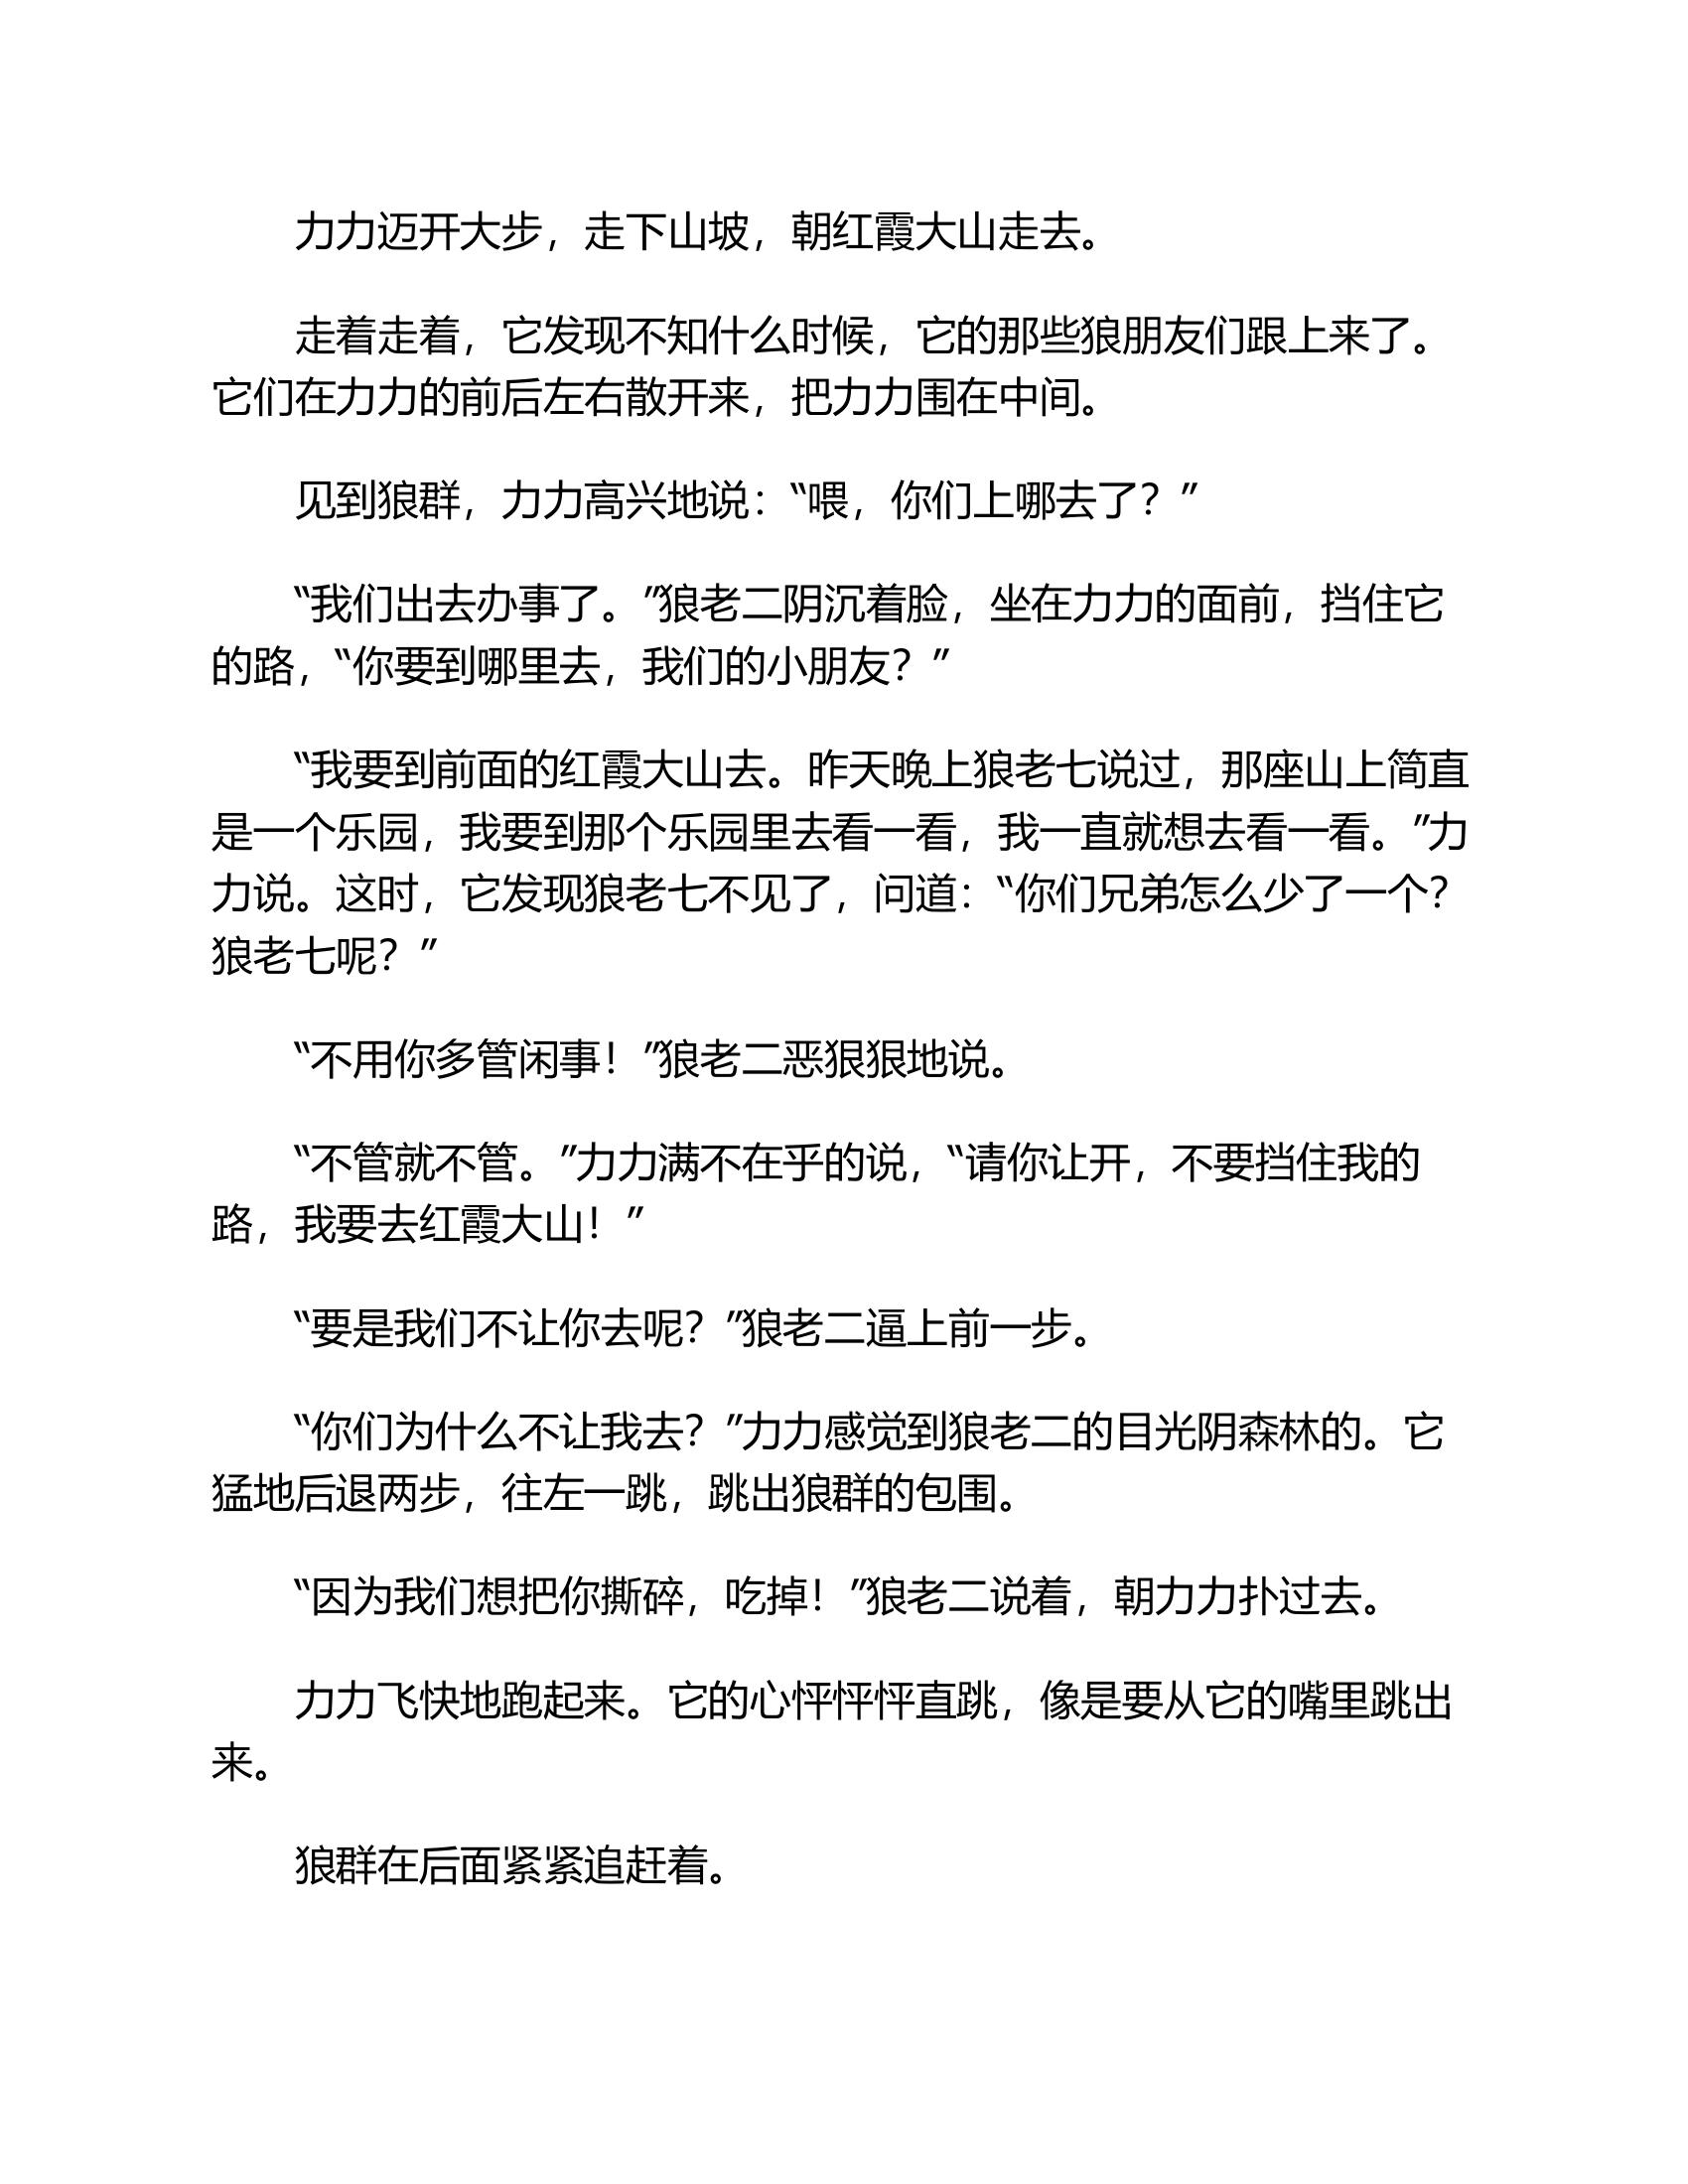 力力迈开大步，走下山坡，朝红霞大山走去。
走着走着，它发现不知什么时候，它的那些狼朋友们跟上来了。
它们在力力的前后左右散开来，把力力围在中间。
见到狼群，力力高兴地说：“喂，你们上哪去了？”
“我们出去办事了。”狼老二阴沉着脸，坐在力力的面前，挡住它
的路，“你要到哪里去，我们的小朋友？”
“我要到前面的红霞大山去。昨天晚上狼老七说过，那座山上简直
是一个乐园，我要到那个乐园里去看一看，我一直就想去看一看。”力
力说。这时，它发现狼老七不见了，问道：“你们兄弟怎么少了一个？
狼老七呢？”
“不用你多管闲事！”狼老二恶狠狠地说。
“不管就不管。”力力满不在乎的说，“请你让开，不要挡住我的
路，我要去红霞大山！”
“要是我们不让你去呢？”狼老二逼上前一步。
“你们为什么不让我去？”力力感觉到狼老二的目光阴森林的。它
猛地后退两步，往左一跳，跳出狼群的包围。
“因为我们想把你撕碎，吃掉！”狼老二说着，朝力力扑过去。
力力飞快地跑起来。它的心怦怦怦直跳，像是要从它的嘴里跳出
来。
狼群在后面紧紧追赶着。